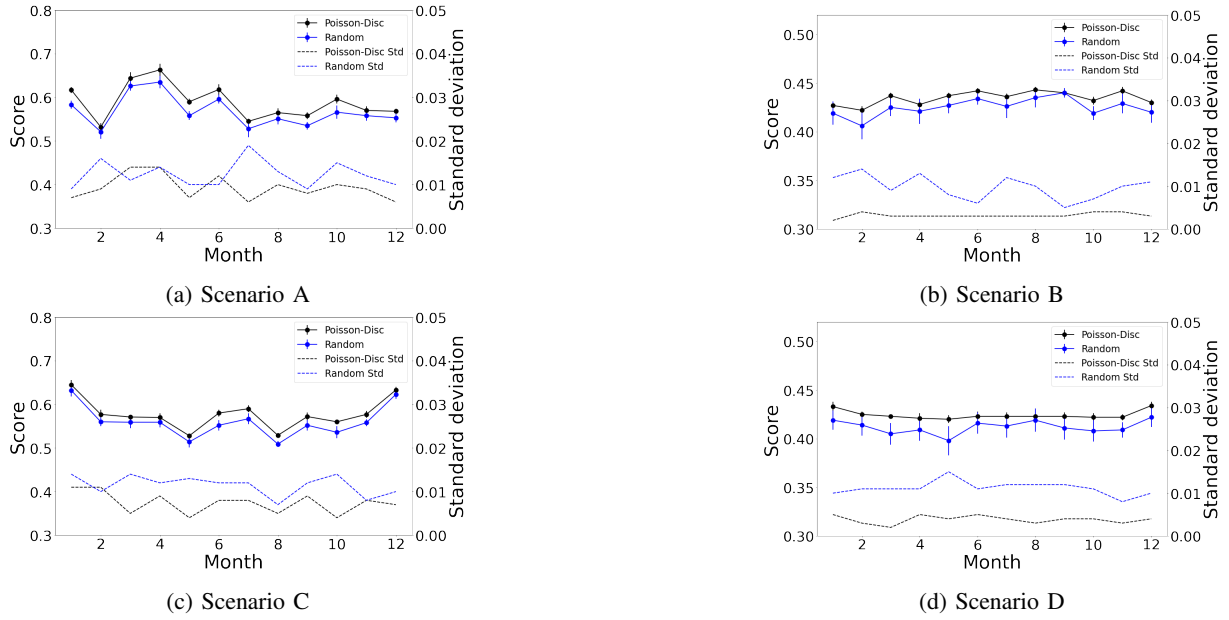 0.8
0.7
0.6
0.5
0.4
0.3
Score
2 4 6 8 10 12
Month
0.05
0.04
0.03
0.02
0.01
0.00
Standard deviation
Poisson-Disc
Random
Poisson-Disc Std
Random Std
(a) Scenario A
0.50
0.45
0.40
0.35
0.30
Score
2 4 6 8 10 12
Month
0.05
0.04
0.03
0.02
0.01
0.00
Standard deviation
Poisson-Disc
Random
Poisson-Disc Std
Random Std
(b) Scenario B
0.8
0.7
0.6
0.5
0.4
0.3
Score
2 4 6 8 10 12
Month
0.05
0.04
0.03
0.02
0.01
0.00
Standard deviation
Poisson-Disc
Random
Poisson-Disc Std
Random Std
(c) Scenario C
0.50
0.45
0.40
0.35
0.30
Score
2 4 6 8 10 12
Month
0.05
0.04
0.03
0.02
0.01
0.00
Standard deviation
Poisson-Disc
Random
Poisson-Disc Std
Random Std
(d) Scenario D